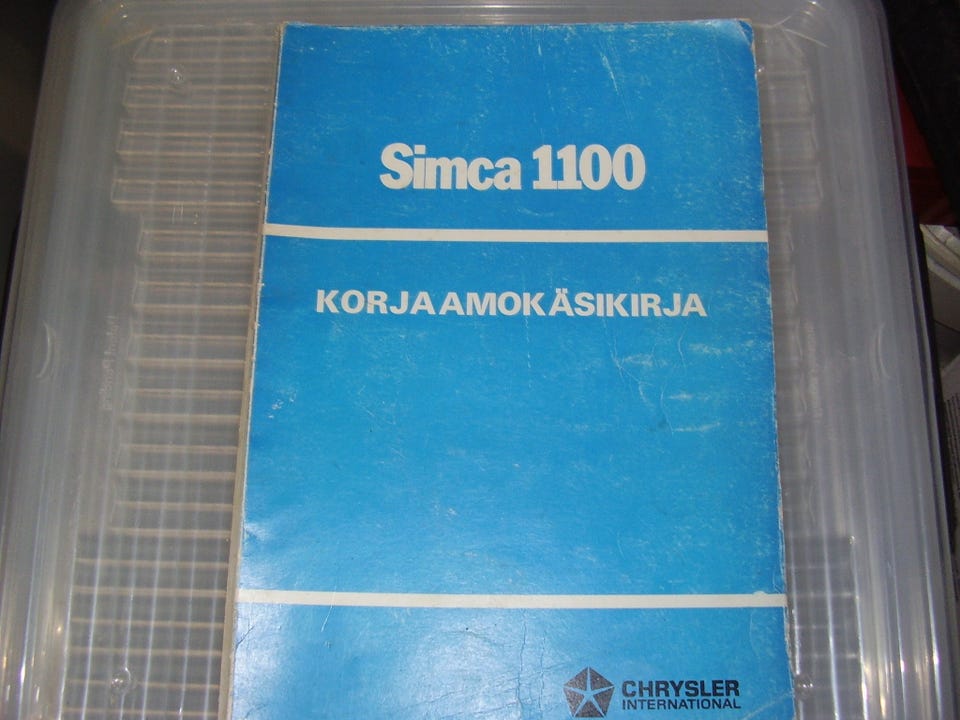 Simca 1100
KORJAAMOKÄSIKIRJA
CHRYSLER
INTERNATIONAL